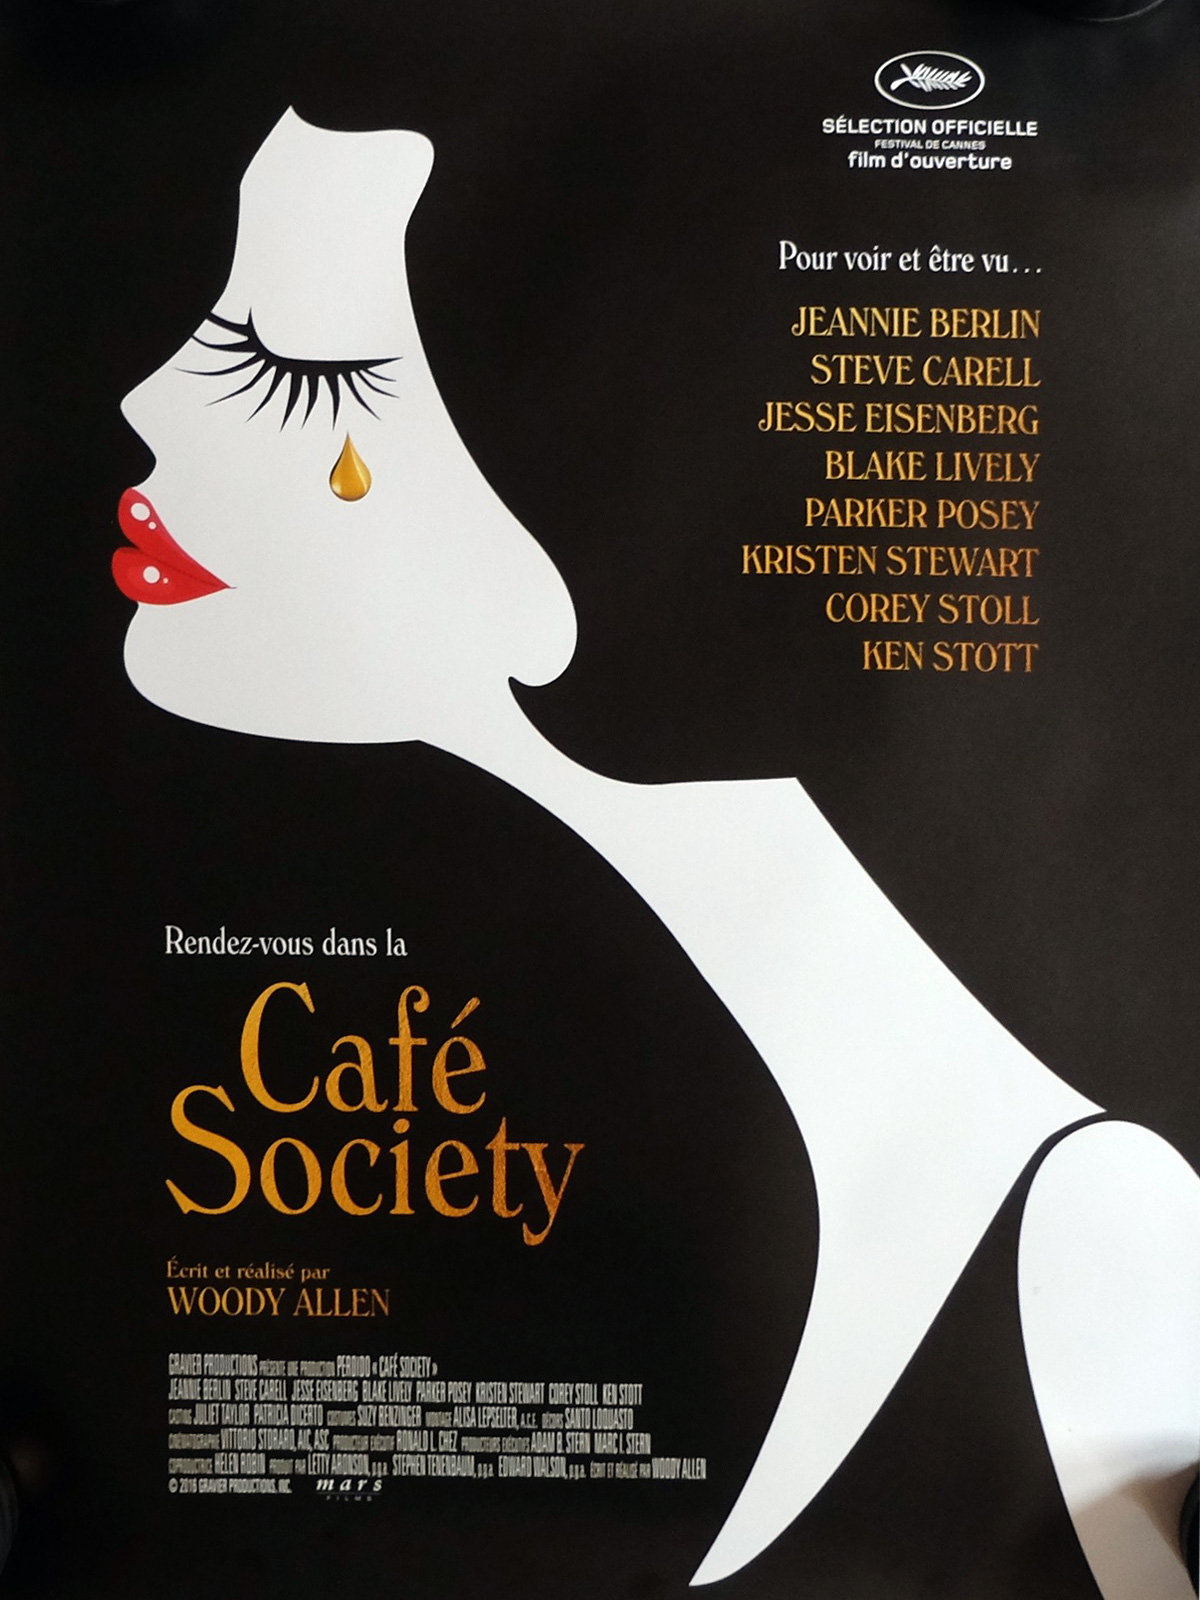 SÉLECTION OFFICIELLE
FESTIVAL DE CANNES
film d'ouverture
Pour voir et être vu...
JEANNIE BERLIN
STEVE CARELL
JESSE EISENBERG
BLAKE LIVELY
PARKER POSEY
KRISTEN STEWART
COREY STOLL
KEN STOTT
Rendez-vous dans la
Café
Society
Écrit et réalisé par
WOODY ALLEN
GRAVIER PRODUCTIONS PRÉSENTE UNE PRODUCTION PERDIDO « CAFÉ SOCIETY »
JEANNIE BERLIN STEVE CARELL JESSE EISENBERG BLAKE LIVELY PARKER POSEY KRISTEN STEWART COREY STOLL KEN STOTT
CASTING JULIET TAYLOR PATRICIA DICERTO COSTUMES SUZY BENZINGER MONTAGE ALISA LEPSELTER, A.C.E. DÉCORS SANTO LOQUASTO
CINÉMATOGRAPHIE VITTORIO STORARO, AIC, ASC. PRODUCTEUR EXÉCUTIF RONALD L. CHEZ PRODUCTEURS EXÉCUTIFS ADAM B. STERN MARC I. STERN
COPRODUCTRICE HELEN ROBIN PRODUIT PAR LETTY ARONSON, p.g.a. STEPHEN TENENBAUM, p.g.a. EDWARD WALSON, p.g.a. ÉCRIT ET RÉALISÉ PAR WOODY ALLEN
© 2016 GRAVIER PRODUCTIONS, INC. mars
FILMS